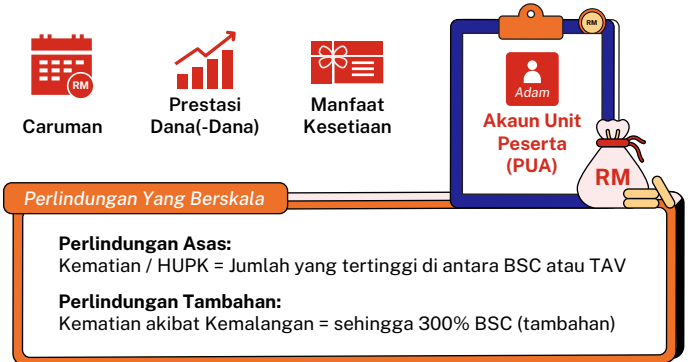 RM
Caruman
Prestasi
Dana(-Dana)
Manfaat
Kesetiaan
RM
Adam
Akaun Unit
Peserta
(PUA)
RM
Perlindungan Yang Berskala
Perlindungan Asas:
Kematian / HUPK = Jumlah yang tertinggi di antara BSC atau TAV
Perlindungan Tambahan:
Kematian akibat Kemalangan = sehingga 300% BSC (tambahan)